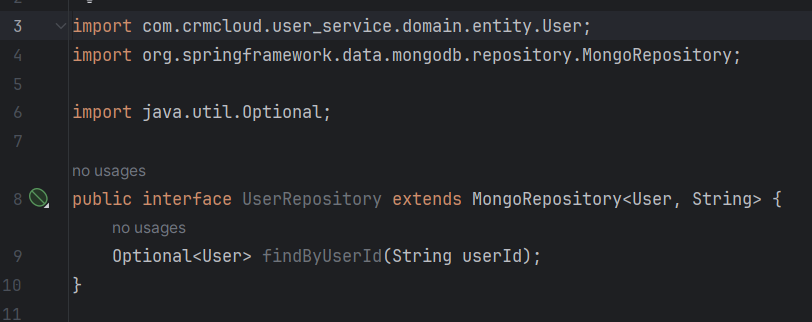 3 import com.crmcloud.user_service.domain.entity.User;
4 import org.springframework.data.mongodb.repository.MongoRepository;
5
6 import java.util.Optional;
7
no usages
8 public interface UserRepository extends MongoRepository<User, String> {
no usages
9 Optional<User> findByUserId(String userId);
10 }
11